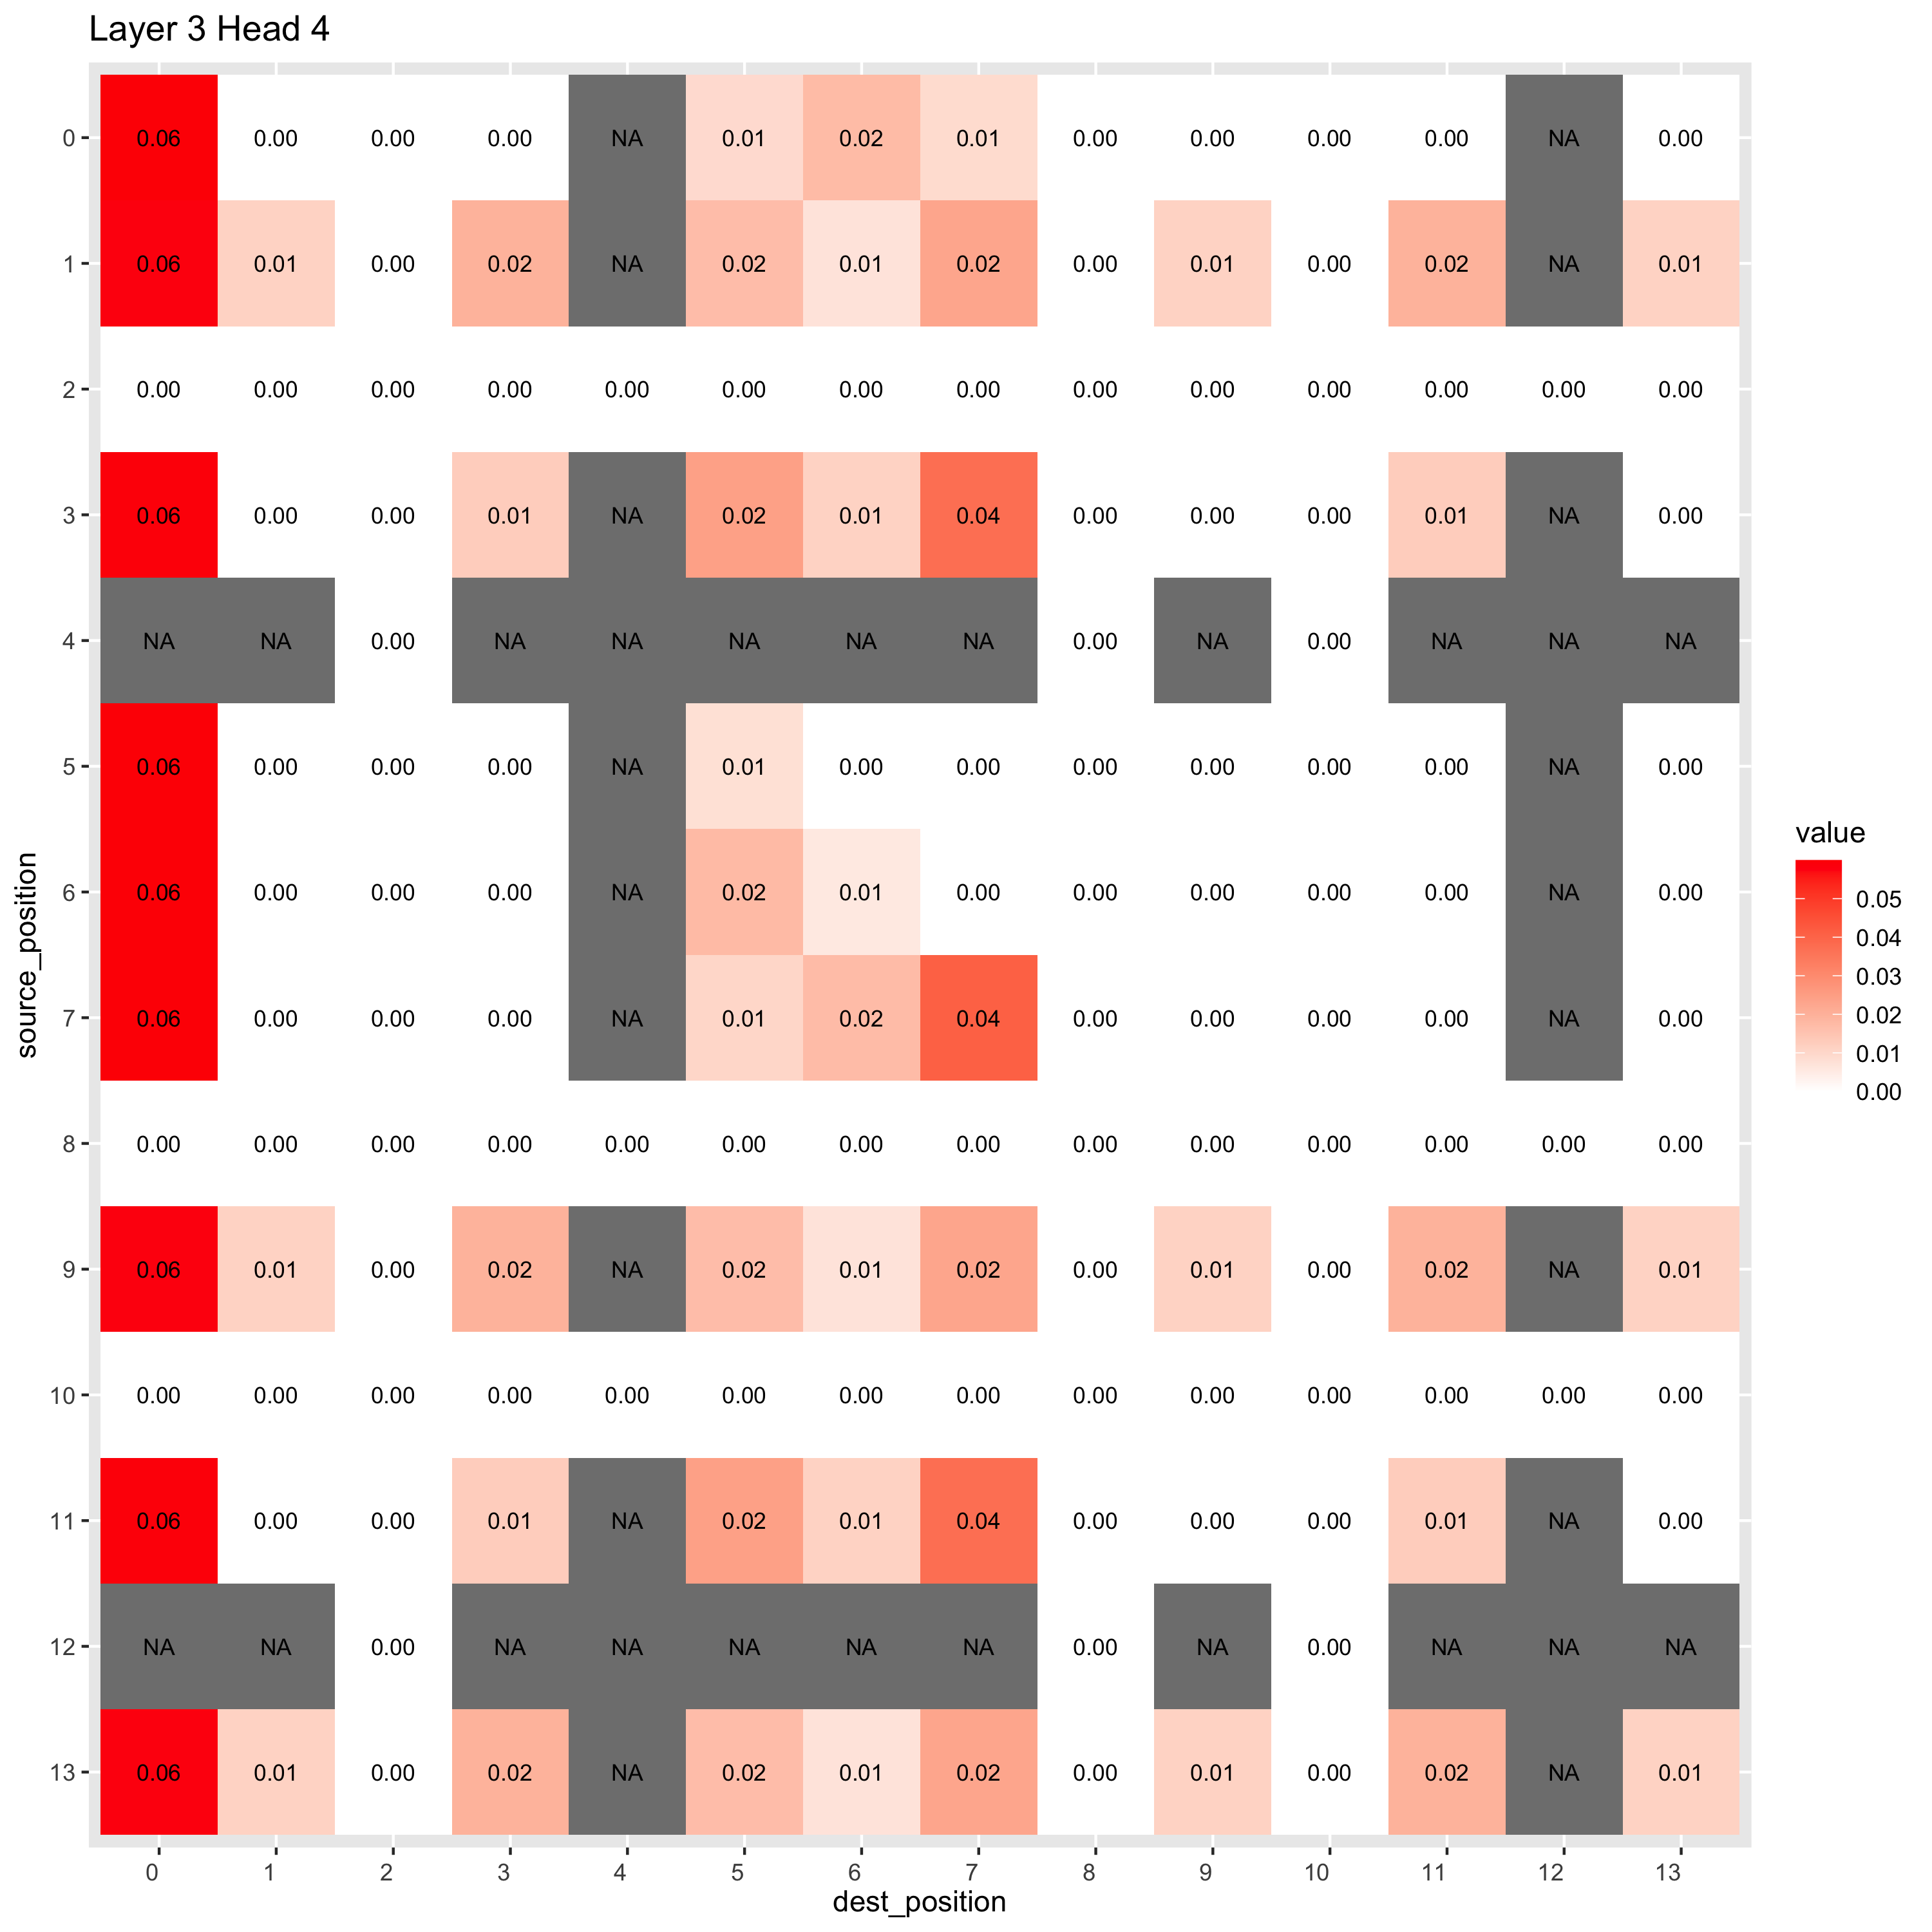 Layer 3 Head 4
0 0.06 0.00 0.00 0.00 NA 0.01 0.02 0.01 0.00 0.00 0.00 0.00 NA 0.00
1 0.06 0.01 0.00 0.02 NA 0.02 0.01 0.02 0.00 0.01 0.00 0.02 NA 0.01
2 0.00 0.00 0.00 0.00 0.00 0.00 0.00 0.00 0.00 0.00 0.00 0.00 0.00 0.00
3 0.06 0.00 0.00 0.01 NA 0.02 0.01 0.04 0.00 0.00 0.00 0.01 NA 0.00
4 NA NA 0.00 NA NA NA NA NA 0.00 NA 0.00 NA NA NA
5 0.06 0.00 0.00 0.00 NA 0.01 0.00 0.00 0.00 0.00 0.00 0.00 NA 0.00
6 0.06 0.00 0.00 0.00 NA 0.02 0.01 0.00 0.00 0.00 0.00 0.00 NA 0.00
7 0.06 0.00 0.00 0.00 NA 0.01 0.02 0.04 0.00 0.00 0.00 0.00 NA 0.00
8 0.00 0.00 0.00 0.00 0.00 0.00 0.00 0.00 0.00 0.00 0.00 0.00 0.00 0.00
9 0.06 0.01 0.00 0.02 NA 0.02 0.01 0.02 0.00 0.01 0.00 0.02 NA 0.01
10 0.00 0.00 0.00 0.00 0.00 0.00 0.00 0.00 0.00 0.00 0.00 0.00 0.00 0.00
11 0.06 0.00 0.00 0.01 NA 0.02 0.01 0.04 0.00 0.00 0.00 0.01 NA 0.00
12 NA NA 0.00 NA NA NA NA NA 0.00 NA 0.00 NA NA NA
13 0.06 0.01 0.00 0.02 NA 0.02 0.01 0.02 0.00 0.01 0.00 0.02 NA 0.01
0 1 2 3 4 5 6 7 8 9 10 11 12 13
dest_position
source_position
value
0.05
0.04
0.03
0.02
0.01
0.00